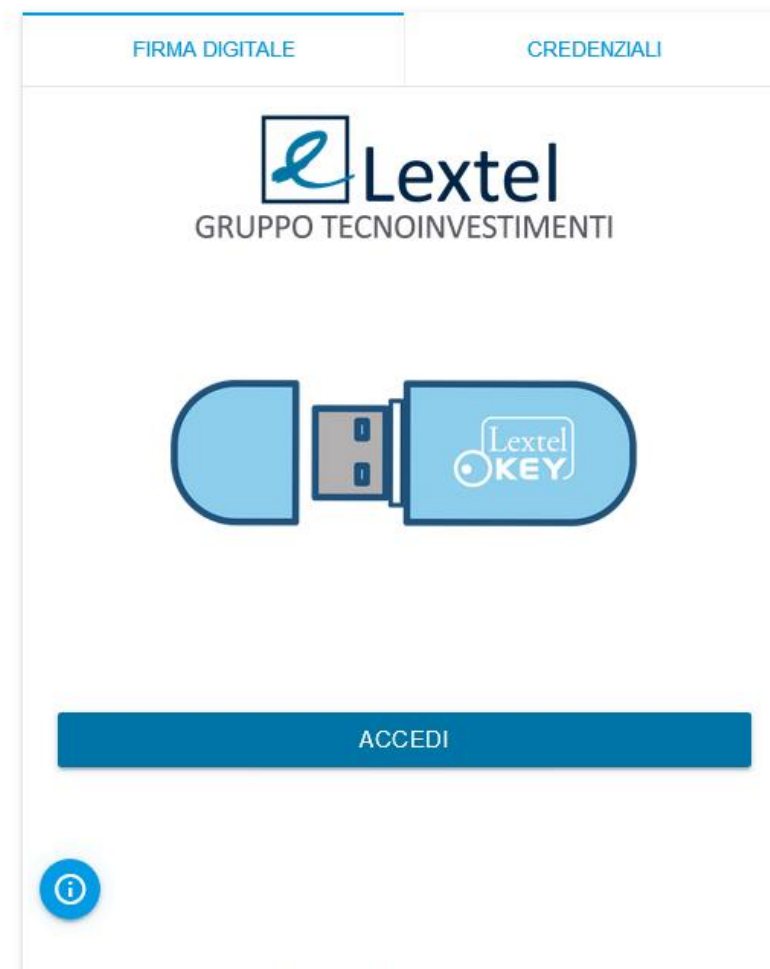 FIRMA DIGITALE
CREDENZIALI
Lextel
GRUPPO TECNOINVESTIMENTI
Lextel
KEY
ACCEDI